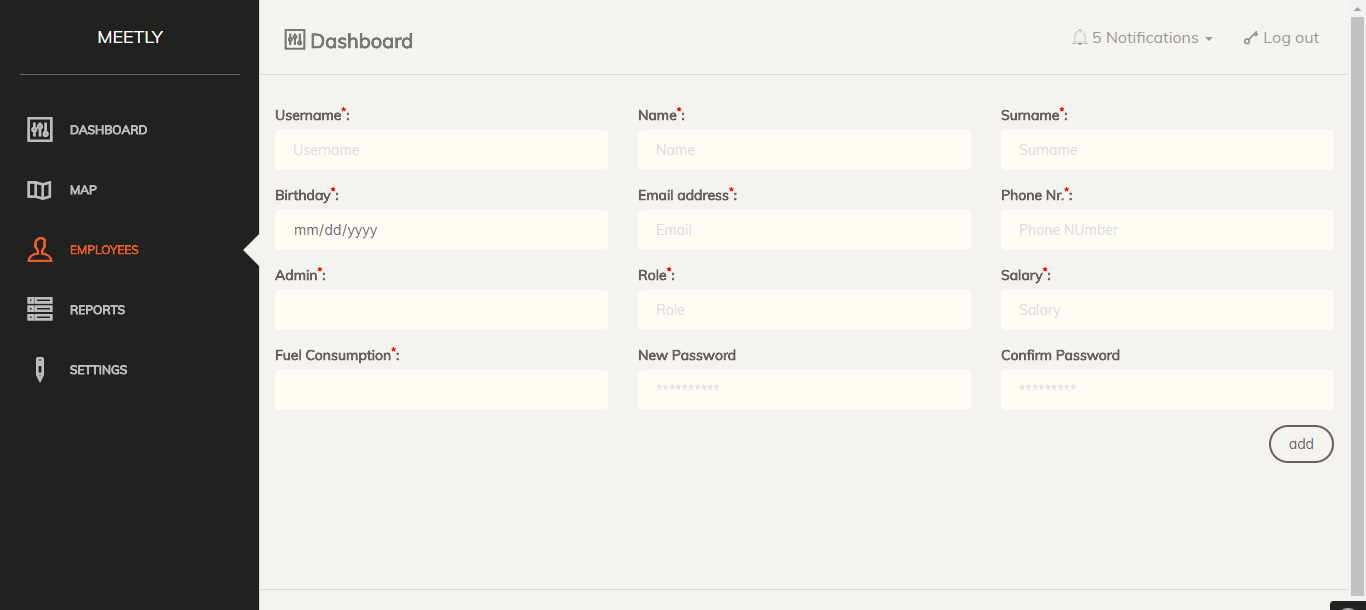 MEETLY
Dashboard
5 Notifications
Log out
DASHBOARD
MAP
EMPLOYEES
REPORTS
SETTINGS
Username*: Name*: Surname*:
Username Name Surname
Birthday*: Email address*: Phone Nr.*:
mm/dd/yyyy Email Phone NUmber
Admin*: Role*: Salary*:
Role Salary
Fuel Consumption*: New Password Confirm Password
********** *********
add